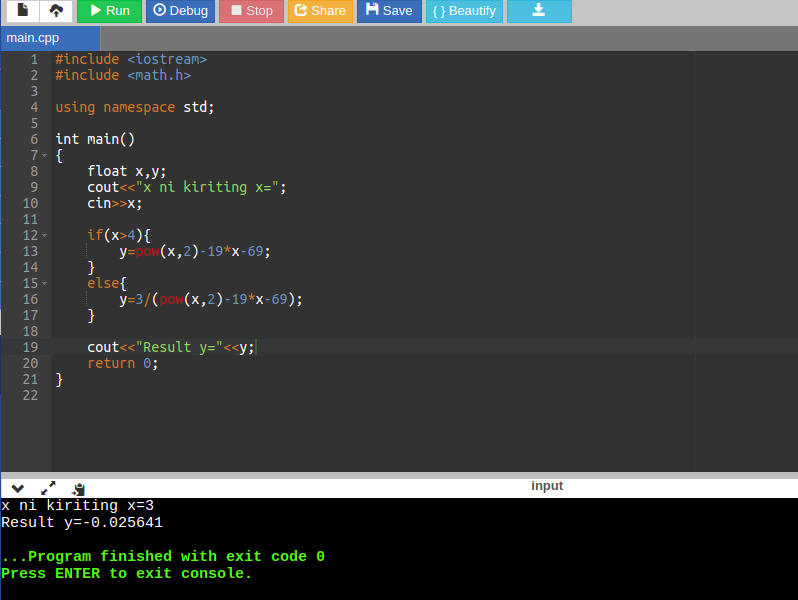 Run Debug Stop Share Save { } Beautify
main.cpp
1 #include <iostream>
2 #include <math.h>
3
4 using namespace std;
5
6 int main()
7 {
8 float x,y;
9 cout<<"x ni kiriting x=";
10 cin>>x;
11
12 if(x>4){
13 y=pow(x,2)-19*x-69;
14 }
15 else{
16 y=3/(pow(x,2)-19*x-69);
17 }
18
19 cout<<"Result y="<<y;
20 return 0;
21 }
22
input
x ni kiriting x=3
Result y=-0.025641
...Program finished with exit code 0
Press ENTER to exit console.